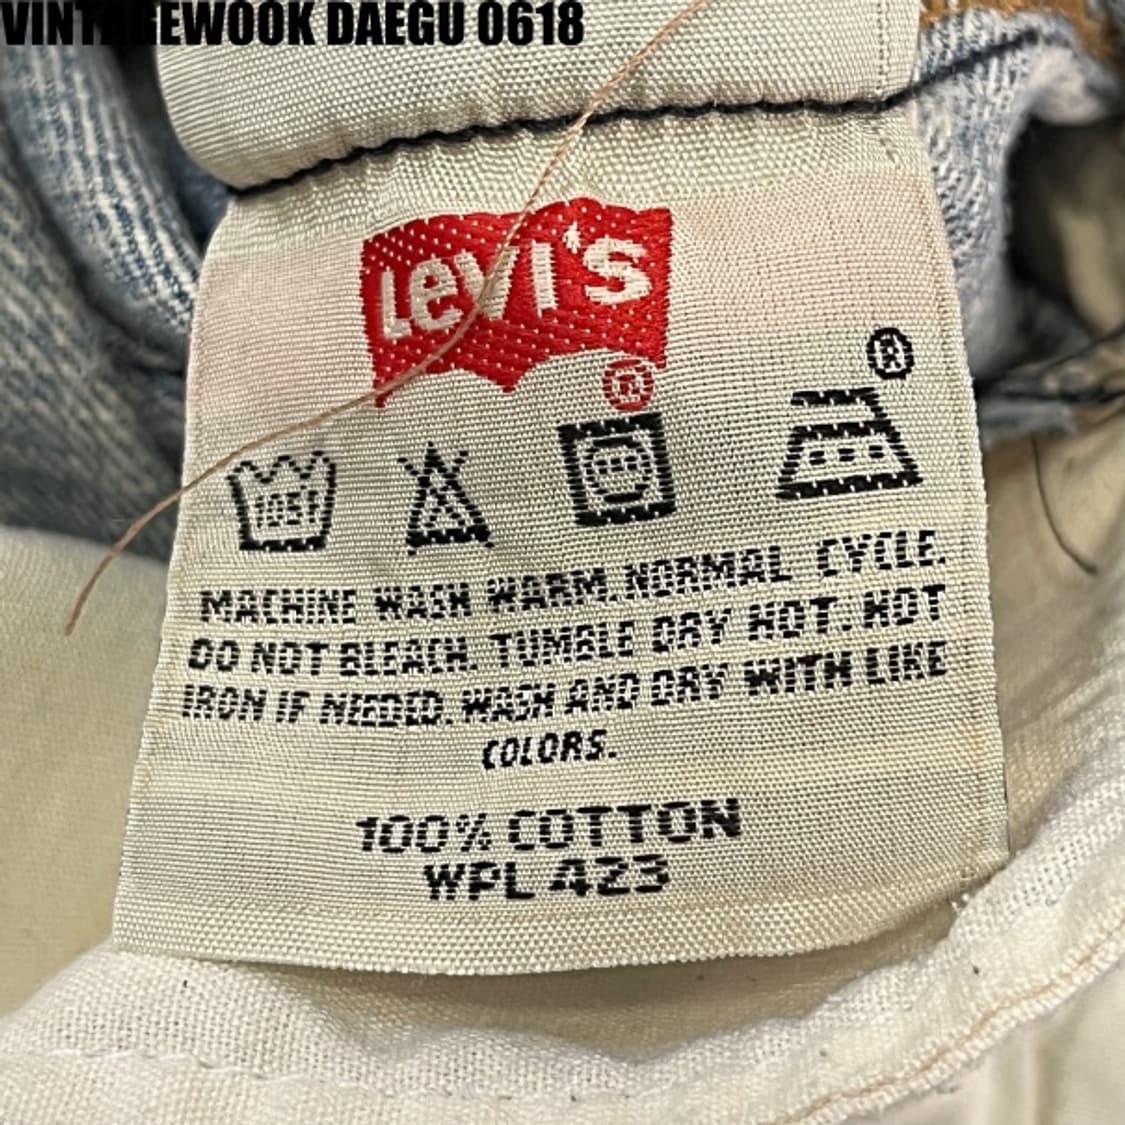 VINTAGEWOOK DAEGU 0618
LEVI'S
®
®
105F
MACHINE WASH WARM, NORMAL CYCLE.
DO NOT BLEACH. TUMBLE DRY HOT. HOT
IRON IF NEEDED. WASH AND DRY WITH LIKE
COLORS.
100% COTTON
WPL 423